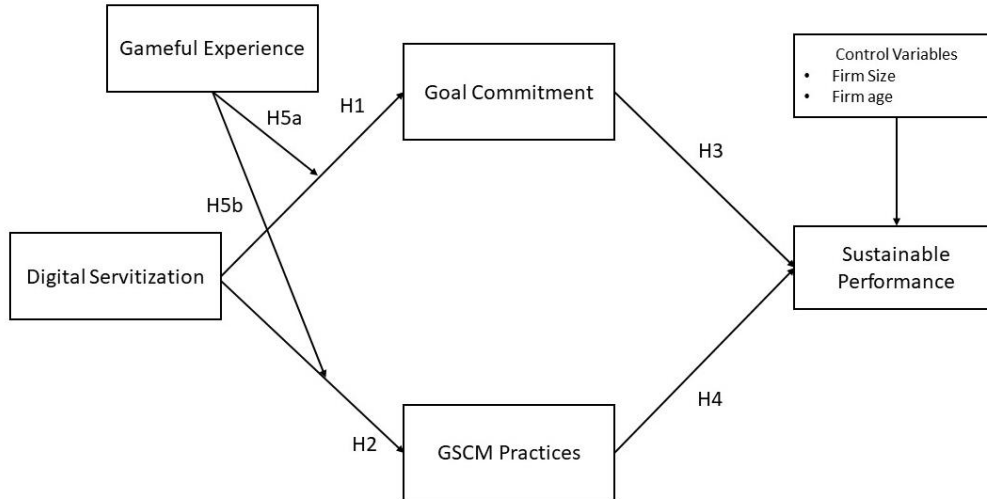 Gameful Experience
Control Variables
• Firm Size
• Firm age
H1
Goal Commitment
H5a
H3
H5b
Digital Servitization
Sustainable
Performance
H4
H2
GSCM Practices